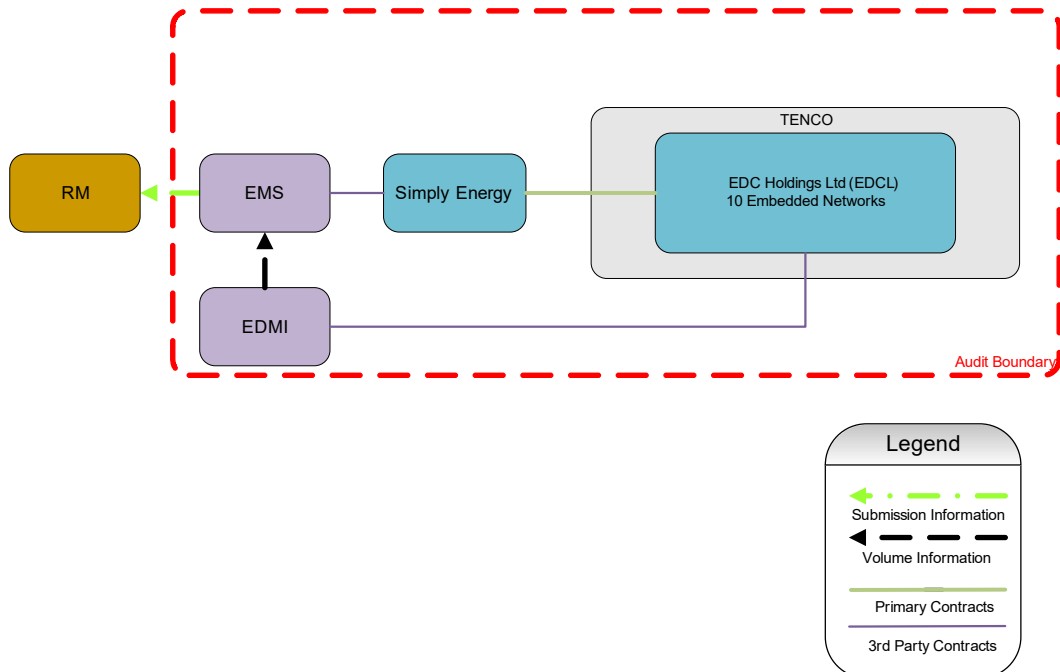 TENCO
RM
EMS
Simply Energy
EDC Holdings Ltd (EDCL)
10 Embedded Networks
EDMI
Audit Boundary
Legend
Submission Information
Volume Information
Primary Contracts
3rd Party Contracts